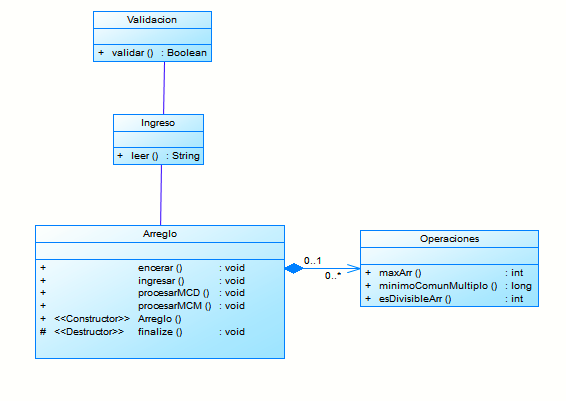 Validacion
+ validar () : Boolean
Ingreso
+ leer () : String
Arreglo
+ encerar () : void
+ ingresar () : void
+ procesarMCD () : void
+ procesarMCM () : void
+ <<Constructor>> Arreglo ()
# <<Destructor>> finalize () : void
0..1
0..*
Operaciones
+ maxArr () : int
+ minimoComunMultiplo () : long
+ esDivisibleArr () : int